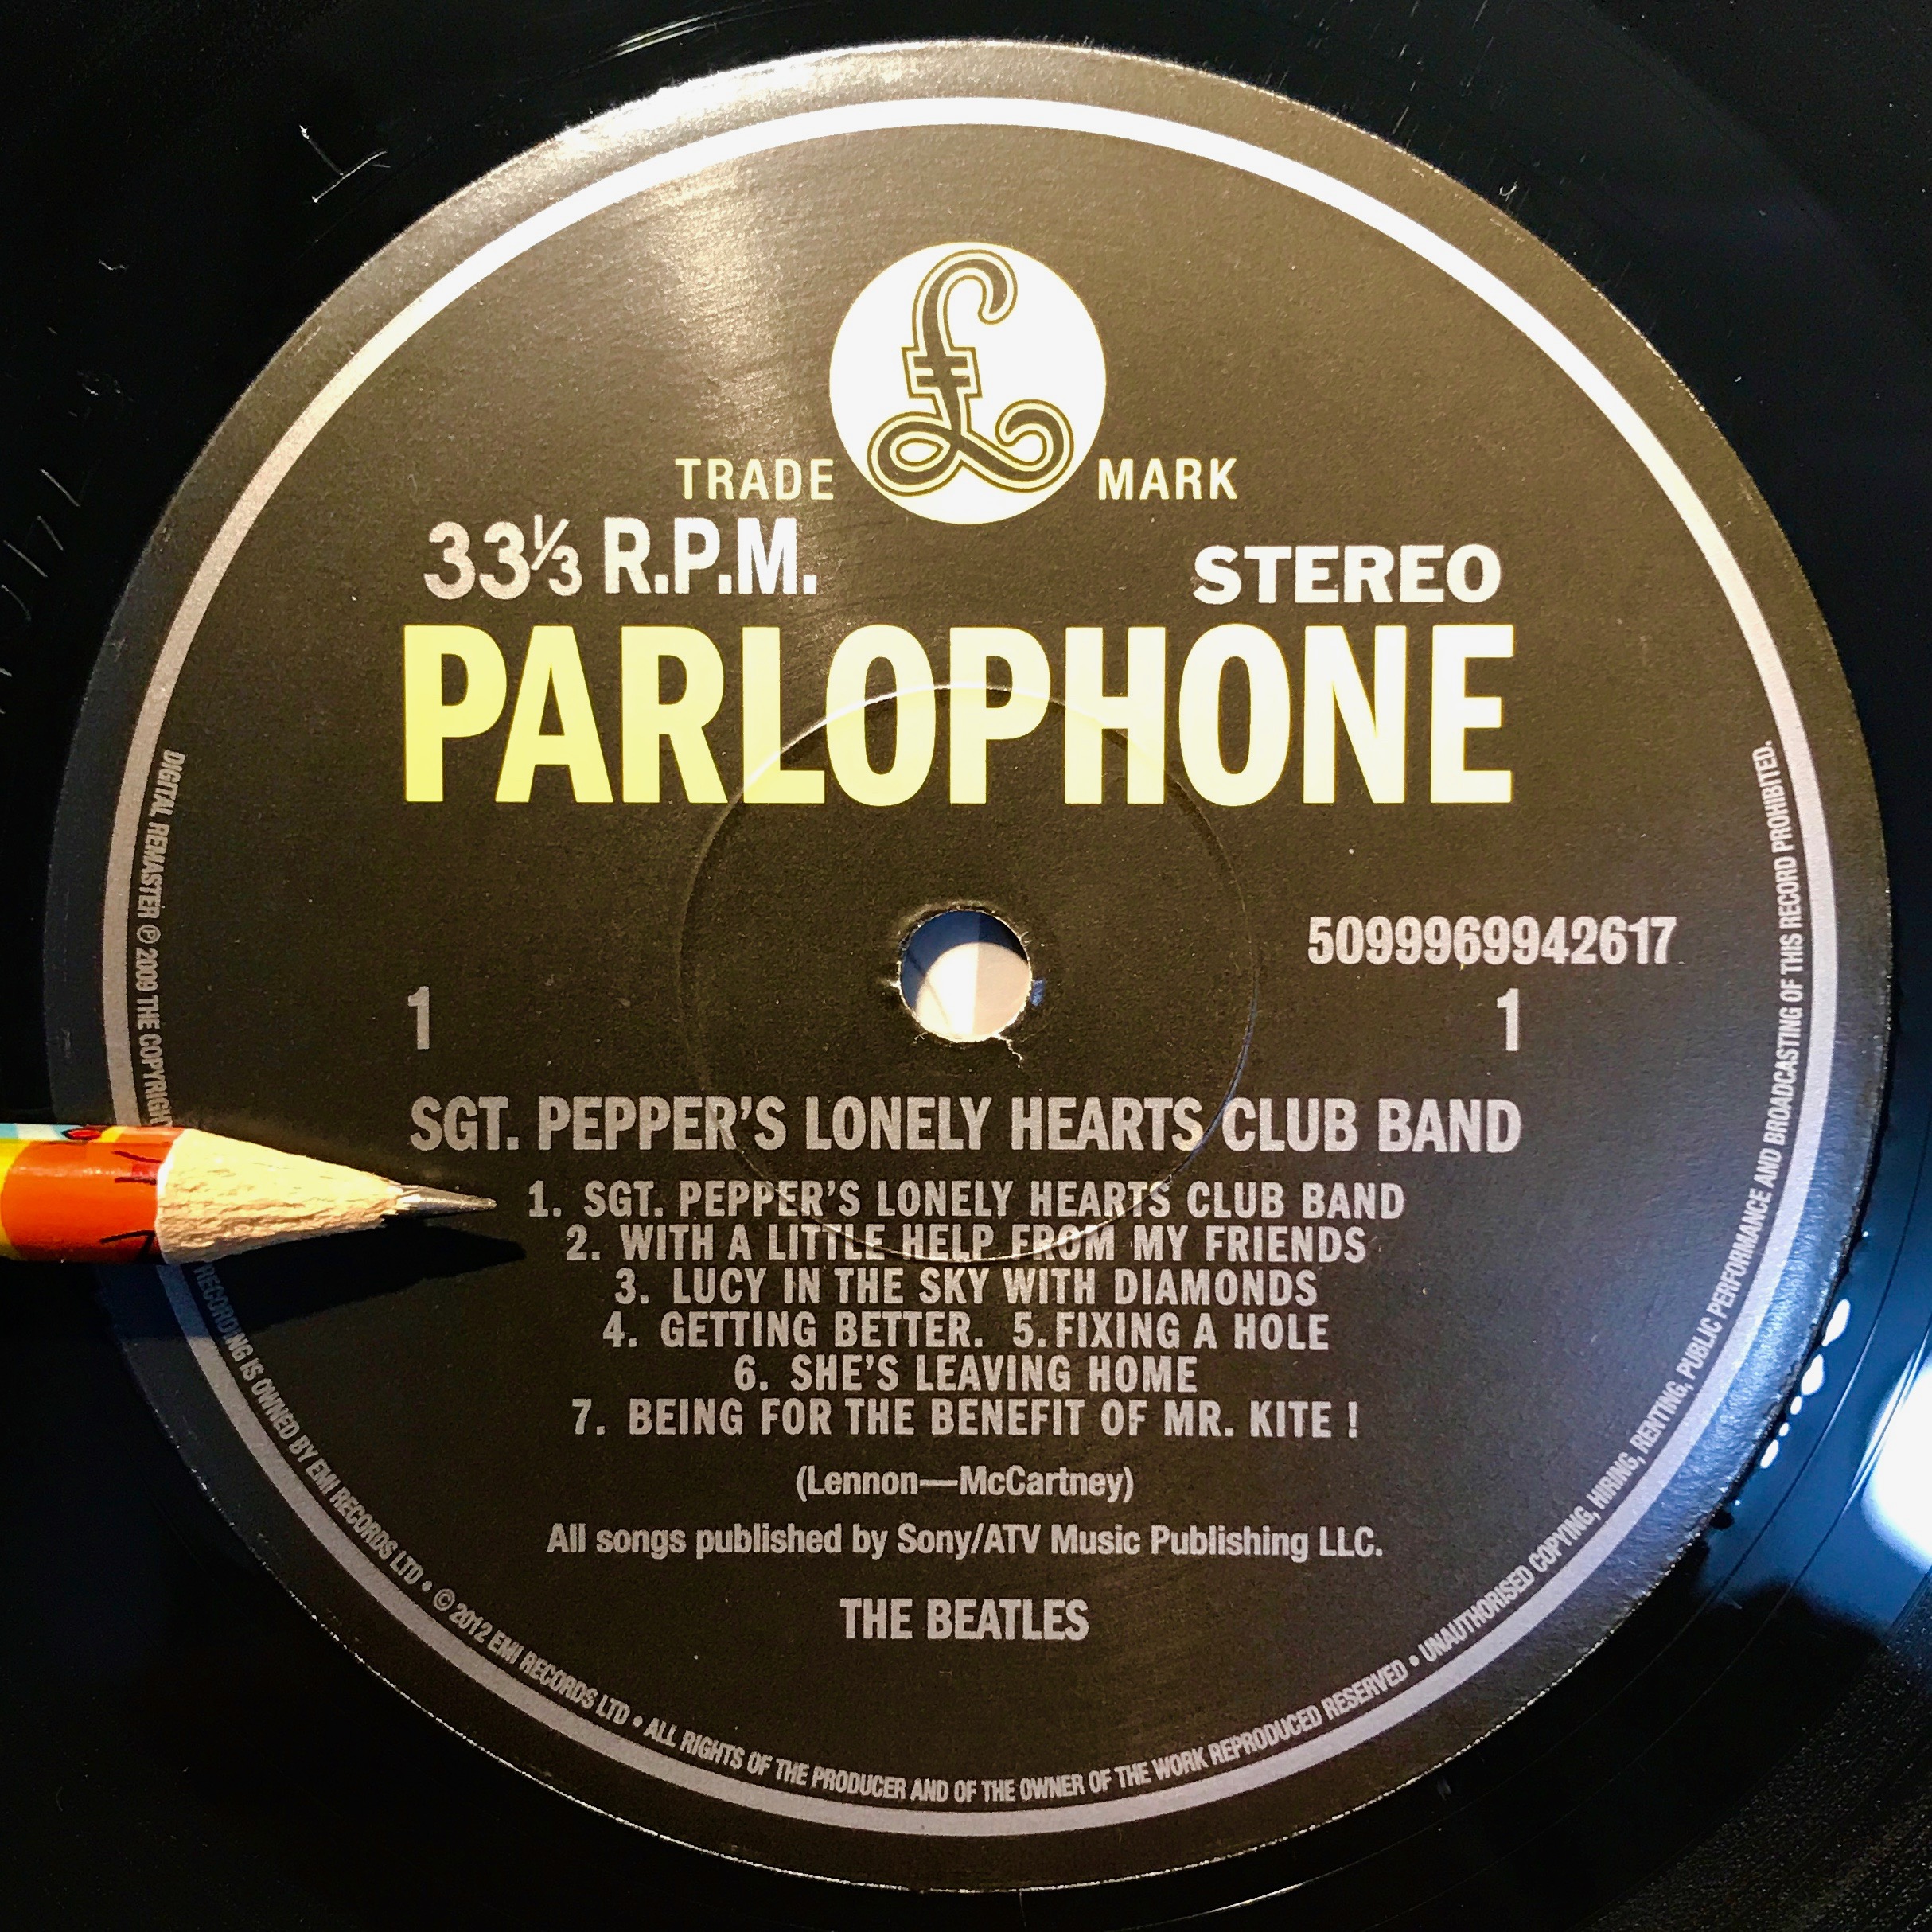 TRADE £ MARK
33⅓ R.P.M.
STEREO
PARLOPHONE
5099969942617
1
1
SGT. PEPPER'S LONELY HEARTS CLUB BAND
1. SGT. PEPPER'S LONELY HEARTS CLUB BAND
2. WITH A LITTLE HELP FROM MY FRIENDS
3. LUCY IN THE SKY WITH DIAMONDS
4. GETTING BETTER. 5. FIXING A HOLE
6. SHE'S LEAVING HOME
7. BEING FOR THE BENEFIT OF MR. KITE !
(Lennon—McCartney)
All songs published by Sony/ATV Music Publishing LLC.
THE BEATLES
DIGITAL REMASTER ℗ 2009 THE COPYRIGHT RECORDING IS OWNED BY EMI RECORDS LTD • © 2012 EMI RECORDS LTD • ALL RIGHTS OF THE PRODUCER AND OF THE OWNER OF THE WORK REPRODUCED RESERVED • UNAUTHORISED COPYING, HIRING, RENTING, PUBLIC PERFORMANCE AND BROADCASTING OF THIS RECORD PROHIBITED.